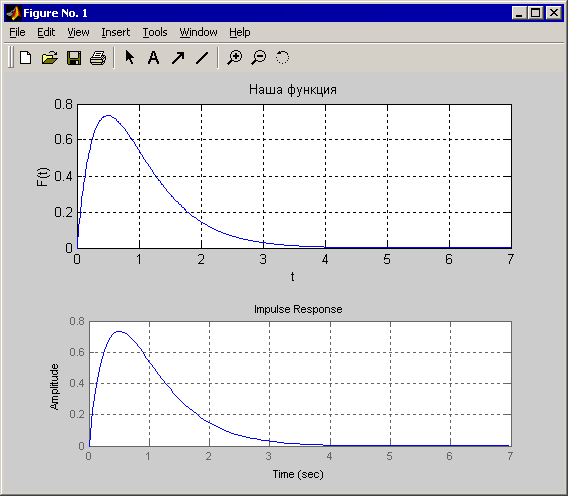 Figure No. 1
File Edit View Insert Tools Window Help
Наша функция
0.8
0.6
0.4
0.2
0
F(t)
0 1 2 3 4 5 6 7
t
Impulse Response
0.8
0.6
0.4
0.2
0
Amplitude
0 1 2 3 4 5 6 7
Time (sec)